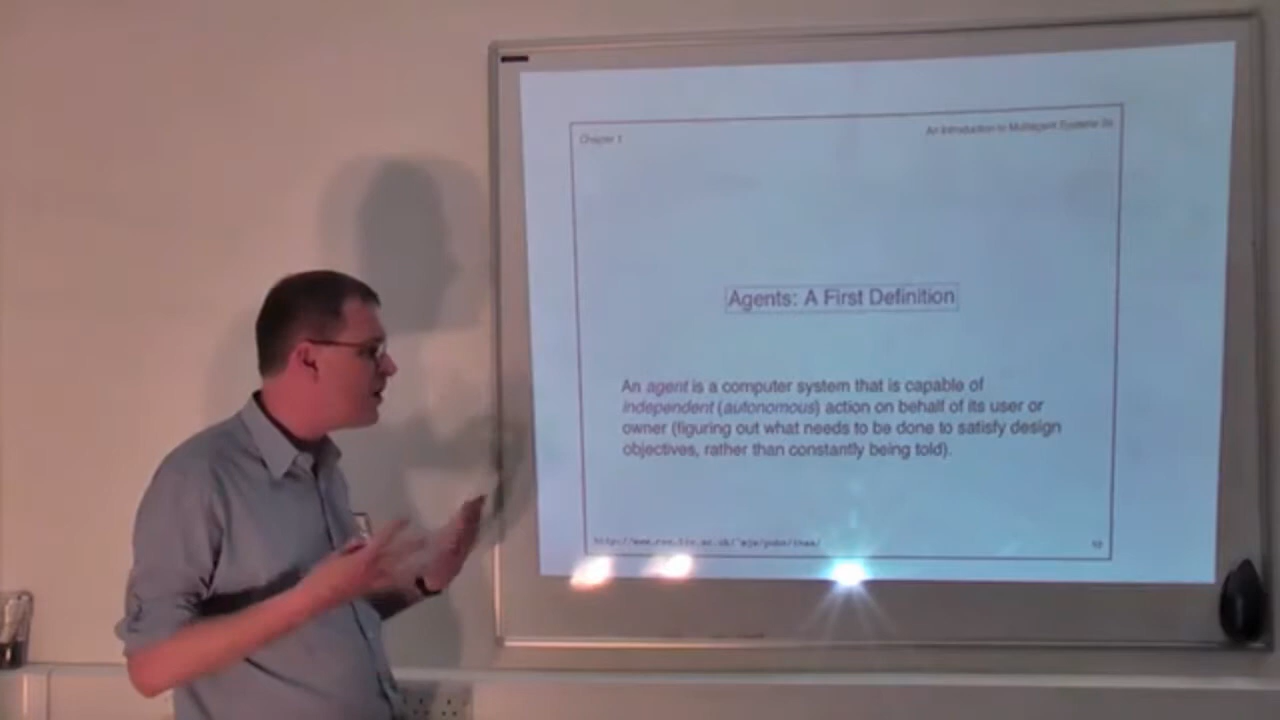 Chapter 1
An Introduction to Multiagent Systems 2e
Agents: A First Definition
An agent is a computer system that is capable of
independent (autonomous) action on behalf of its user or
owner (figuring out what needs to be done to satisfy design
objectives, rather than constantly being told).